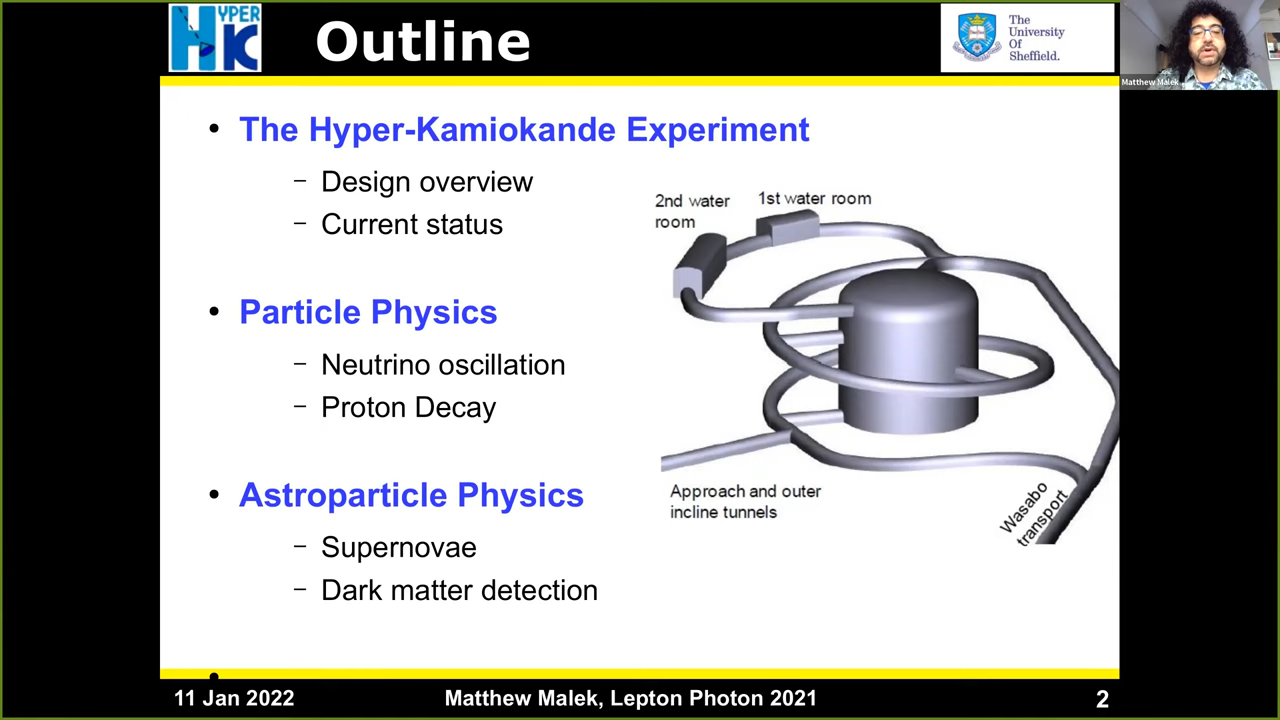 HYPER
HK
Outline
The
University
Of
Sheffield.
Matthew Malek
• The Hyper-Kamiokande Experiment
– Design overview
– Current status
2nd water
room
1st water room
• Particle Physics
– Neutrino oscillation
– Proton Decay
• Astroparticle Physics
Approach and outer
incline tunnels
Wasabo
transport
– Supernovae
– Dark matter detection
•
11 Jan 2022
Matthew Malek, Lepton Photon 2021
2